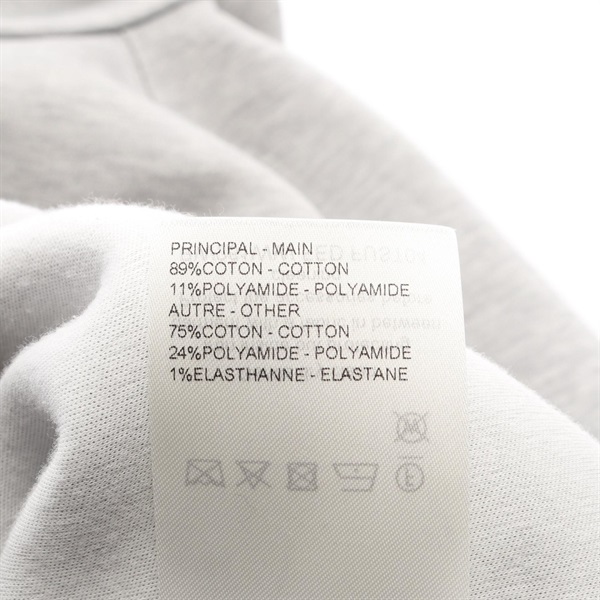 PRINCIPAL - MAIN
89%COTON - COTTON
11%POLYAMIDE - POLYAMIDE
AUTRE - OTHER
75%COTON - COTTON
24%POLYAMIDE - POLYAMIDE
1%ELASTHANNE - ELASTANE